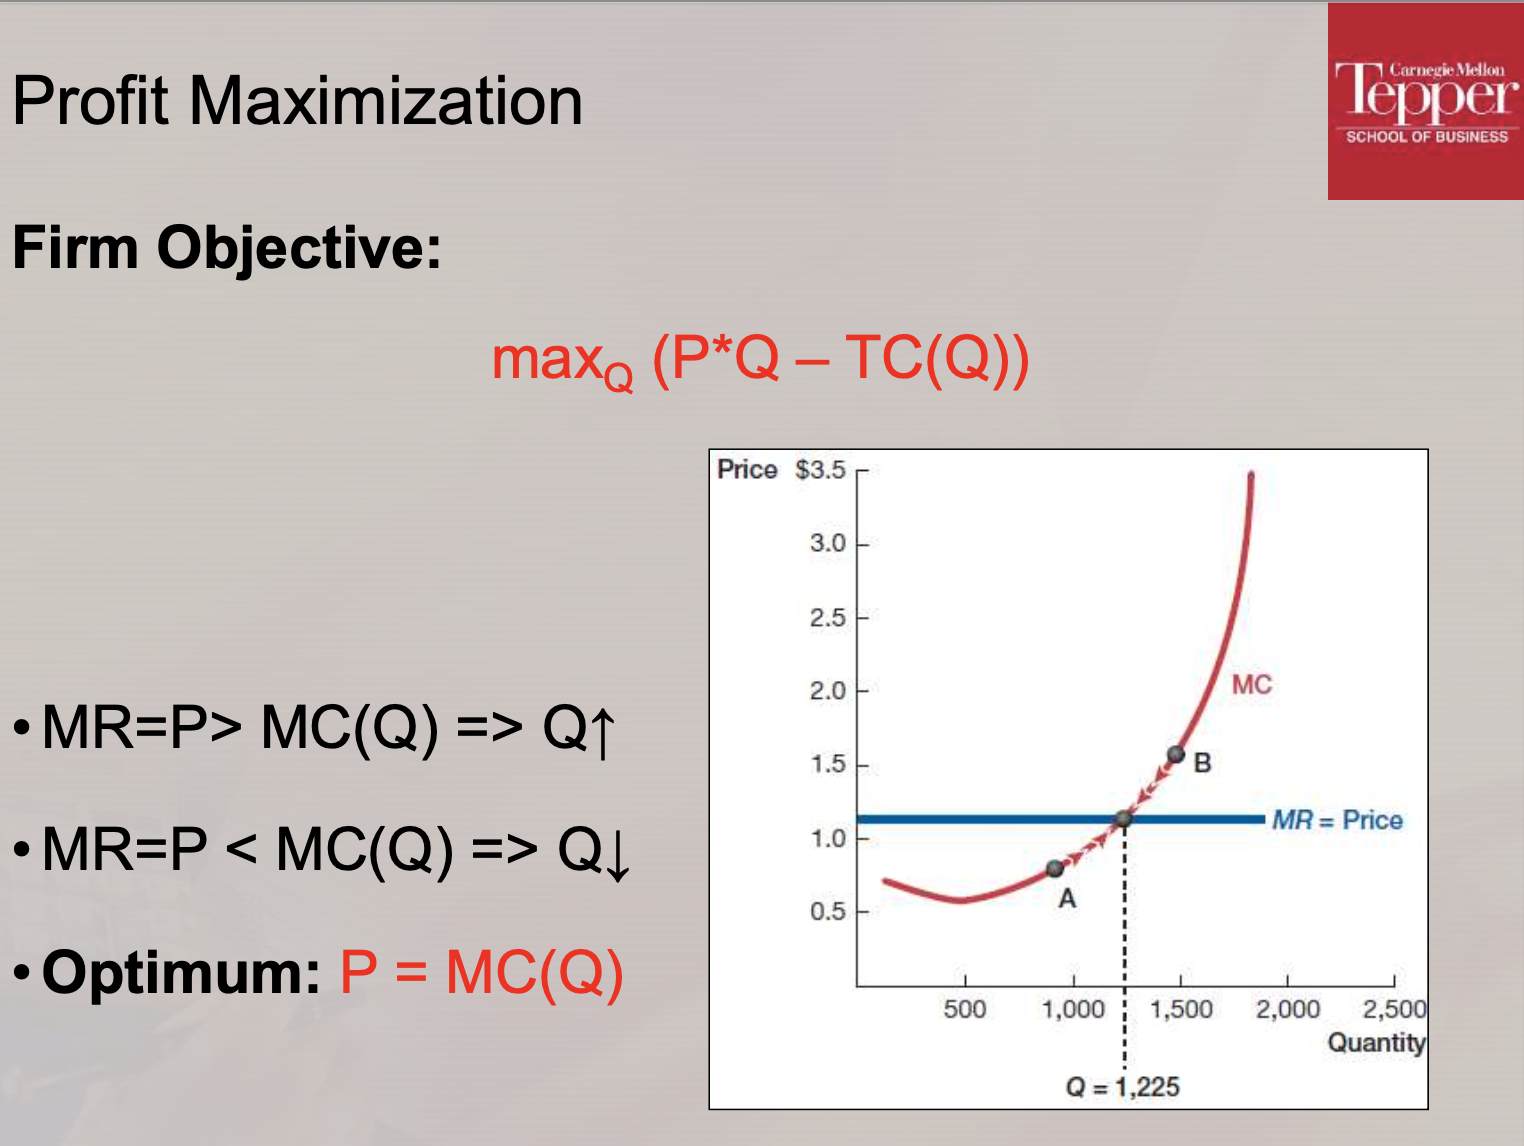 Profit Maximization
Carnegie Mellon
Tepper
SCHOOL OF BUSINESS
Firm Objective:
max_Q (P*Q – TC(Q))
• MR=P> MC(Q) => Q↑
• MR=P < MC(Q) => Q↓
• Optimum: P = MC(Q)
Price $3.5
3.0
2.5
2.0
1.5
1.0
0.5
MC
B
MR = Price
A
500 1,000 1,500 2,000 2,500
Quantity
Q = 1,225